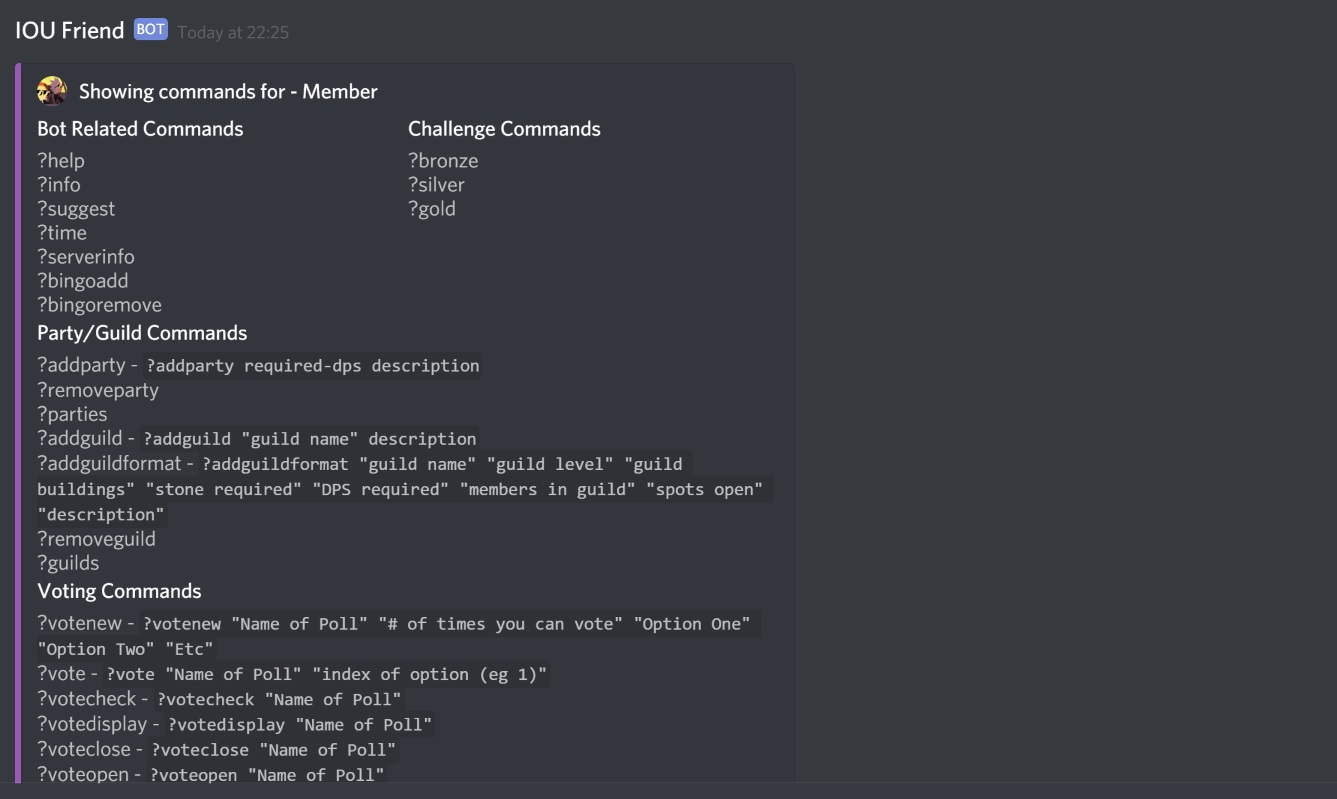 IOU Friend BOT Today at 22:25
Showing commands for - Member
Bot Related Commands
?help
?info
?suggest
?time
?serverinfo
?bingoadd
?bingoremove
Challenge Commands
?bronze
?silver
?gold
Party/Guild Commands
?addparty - ?addparty required-dps description
?removeparty
?parties
?addguild - ?addguild "guild name" description
?addguildformat - ?addguildformat "guild name" "guild level" "guild
buildings" "stone required" "DPS required" "members in guild" "spots open"
"description"
?removeguild
?guilds
Voting Commands
?votenew - ?votenew "Name of Poll" "# of times you can vote" "Option One"
"Option Two" "Etc"
?vote - ?vote "Name of Poll" "index of option (eg 1)"
?votecheck - ?votecheck "Name of Poll"
?votedisplay - ?votedisplay "Name of Poll"
?voteclose - ?voteclose "Name of Poll"
?voteopen - ?voteopen "Name of Poll"